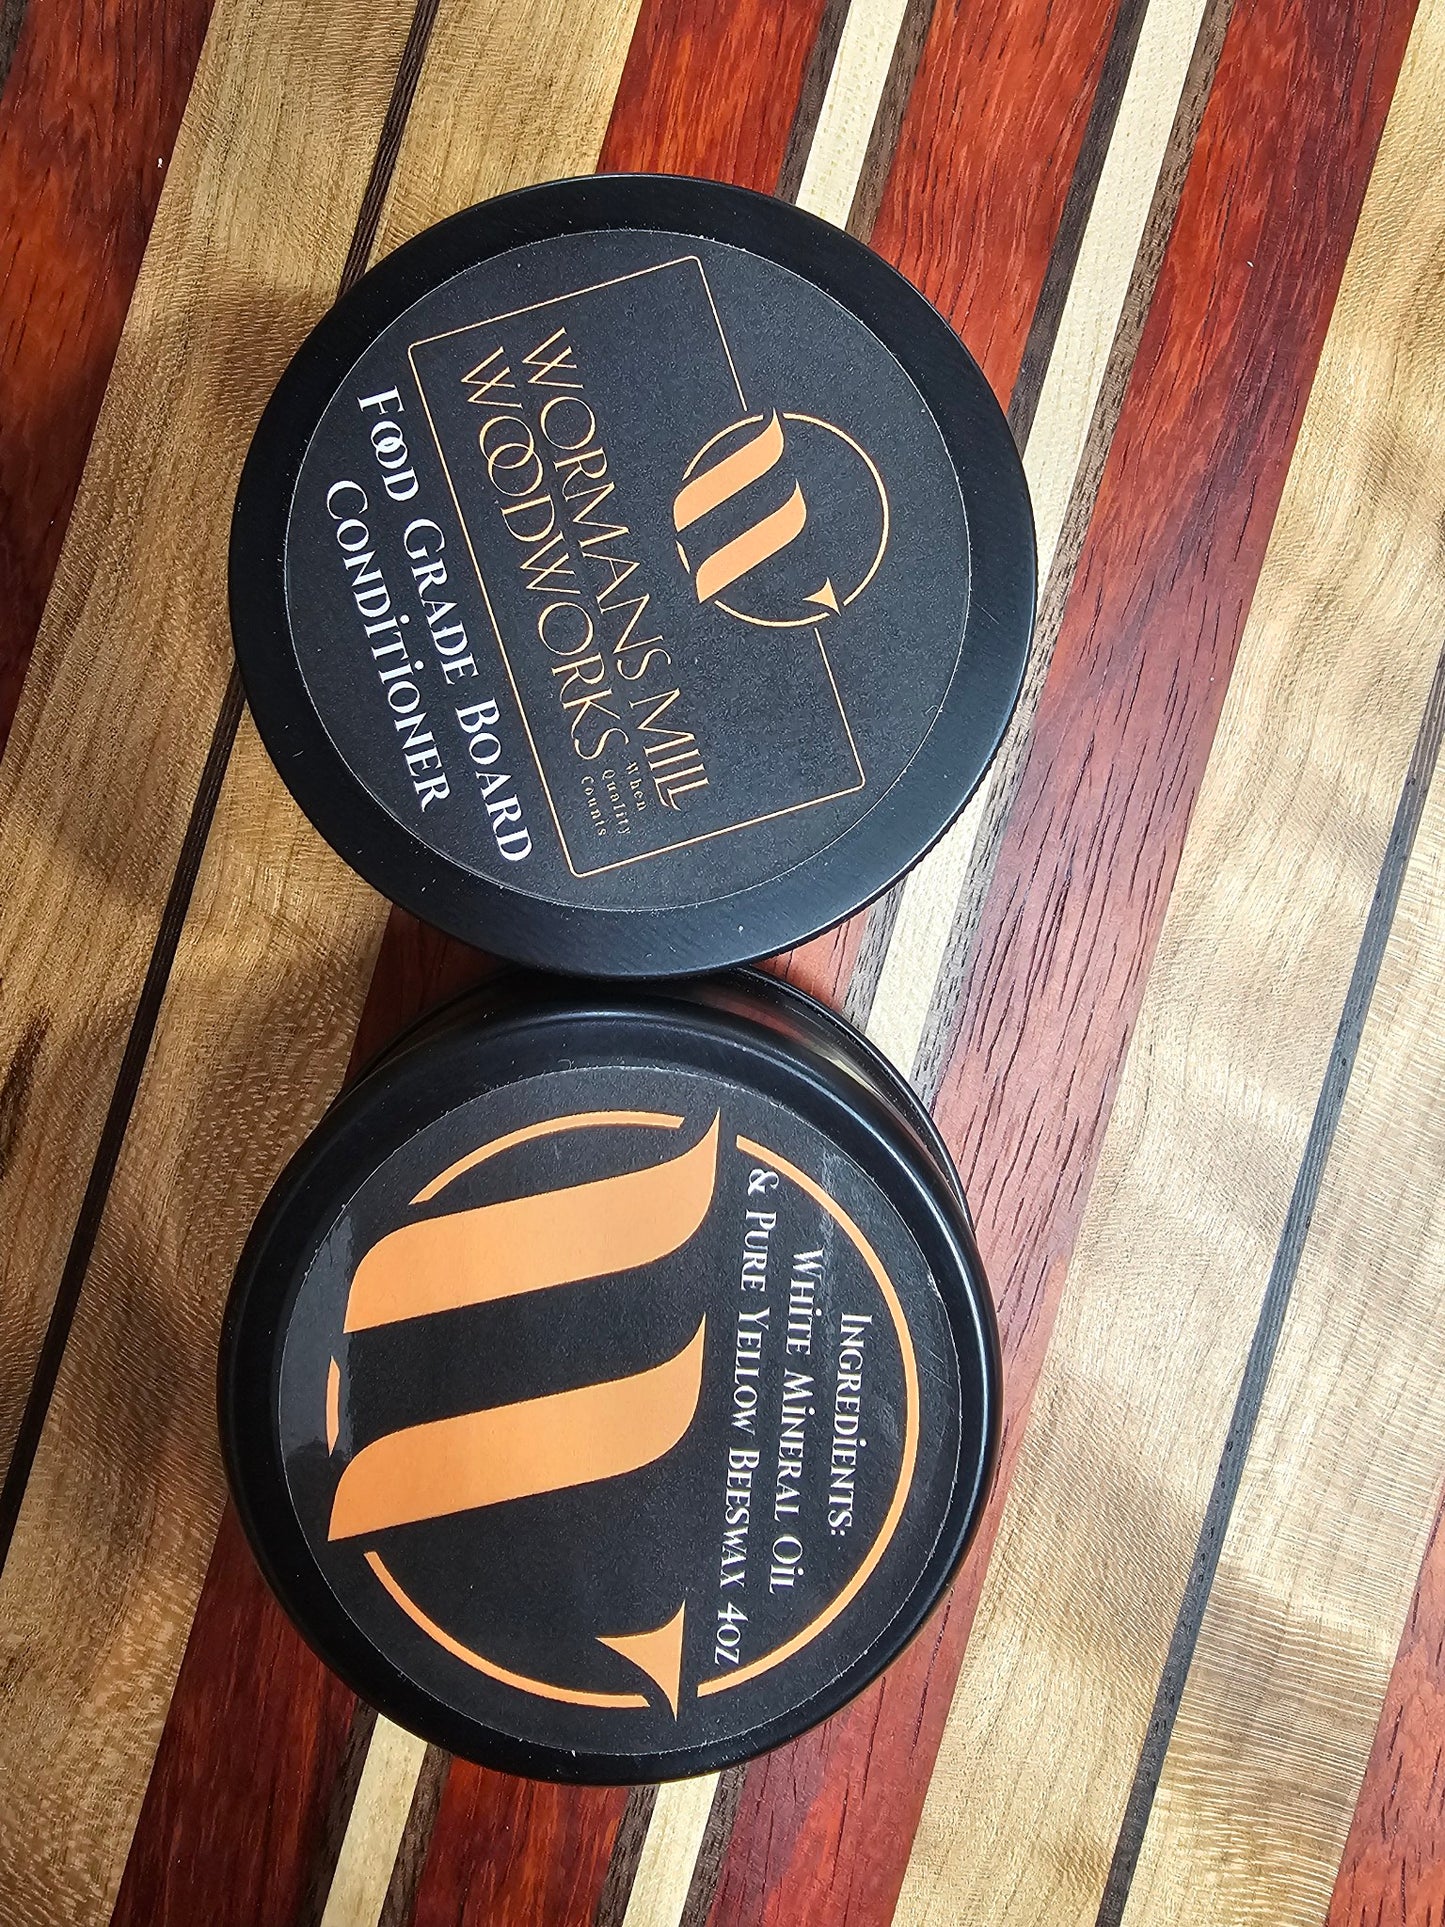 WORMANS MILL
WOODWORKS
When
Quality
Counts
FOOD GRADE BOARD
CONDITIONER
INGREDIENTS:
WHITE MINERAL OIL
& PURE YELLOW BEESWAX 4OZ